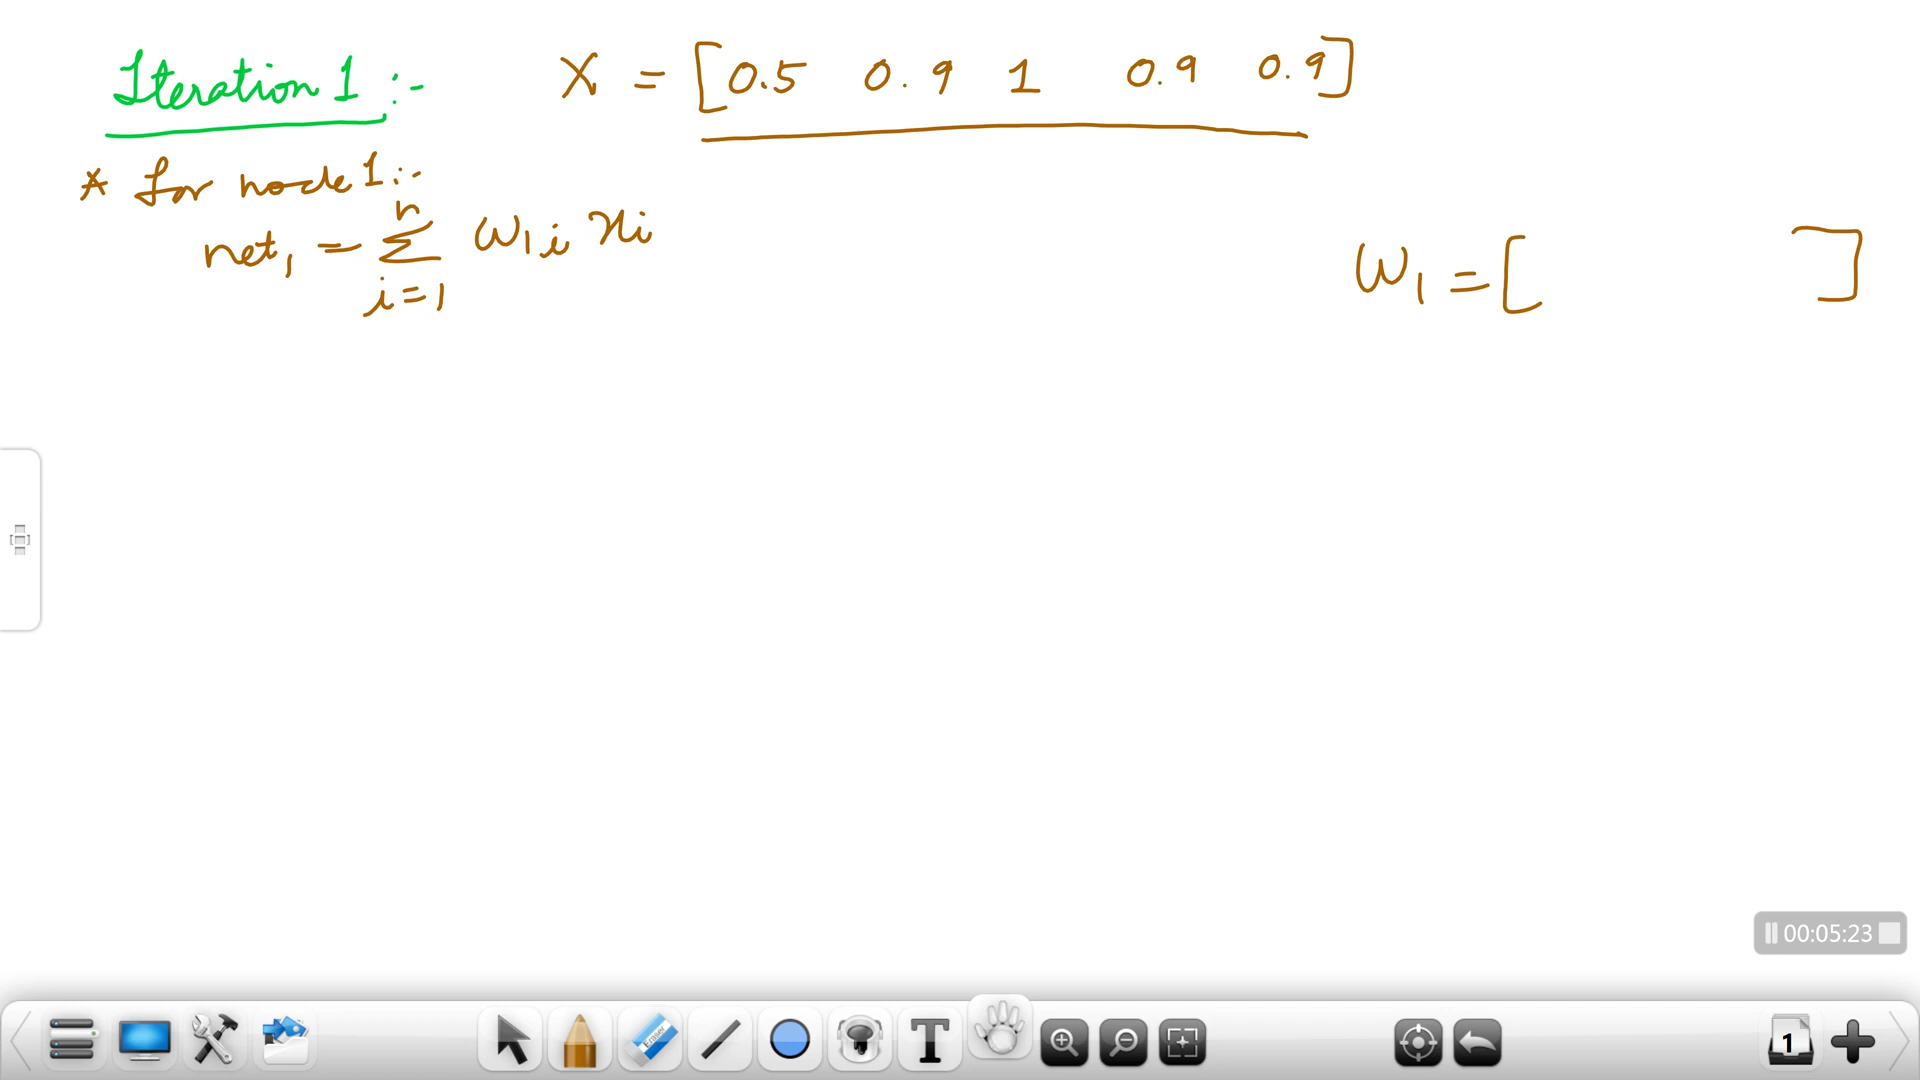 Iteration 1 :-
X = [0.5 0.9 1 0.9 0.9]
* for node 1 :-
net₁ = Σ w₁ᵢ xᵢ
n
i=1
W₁ = [ ]
00:05:23
Eraser
T
1